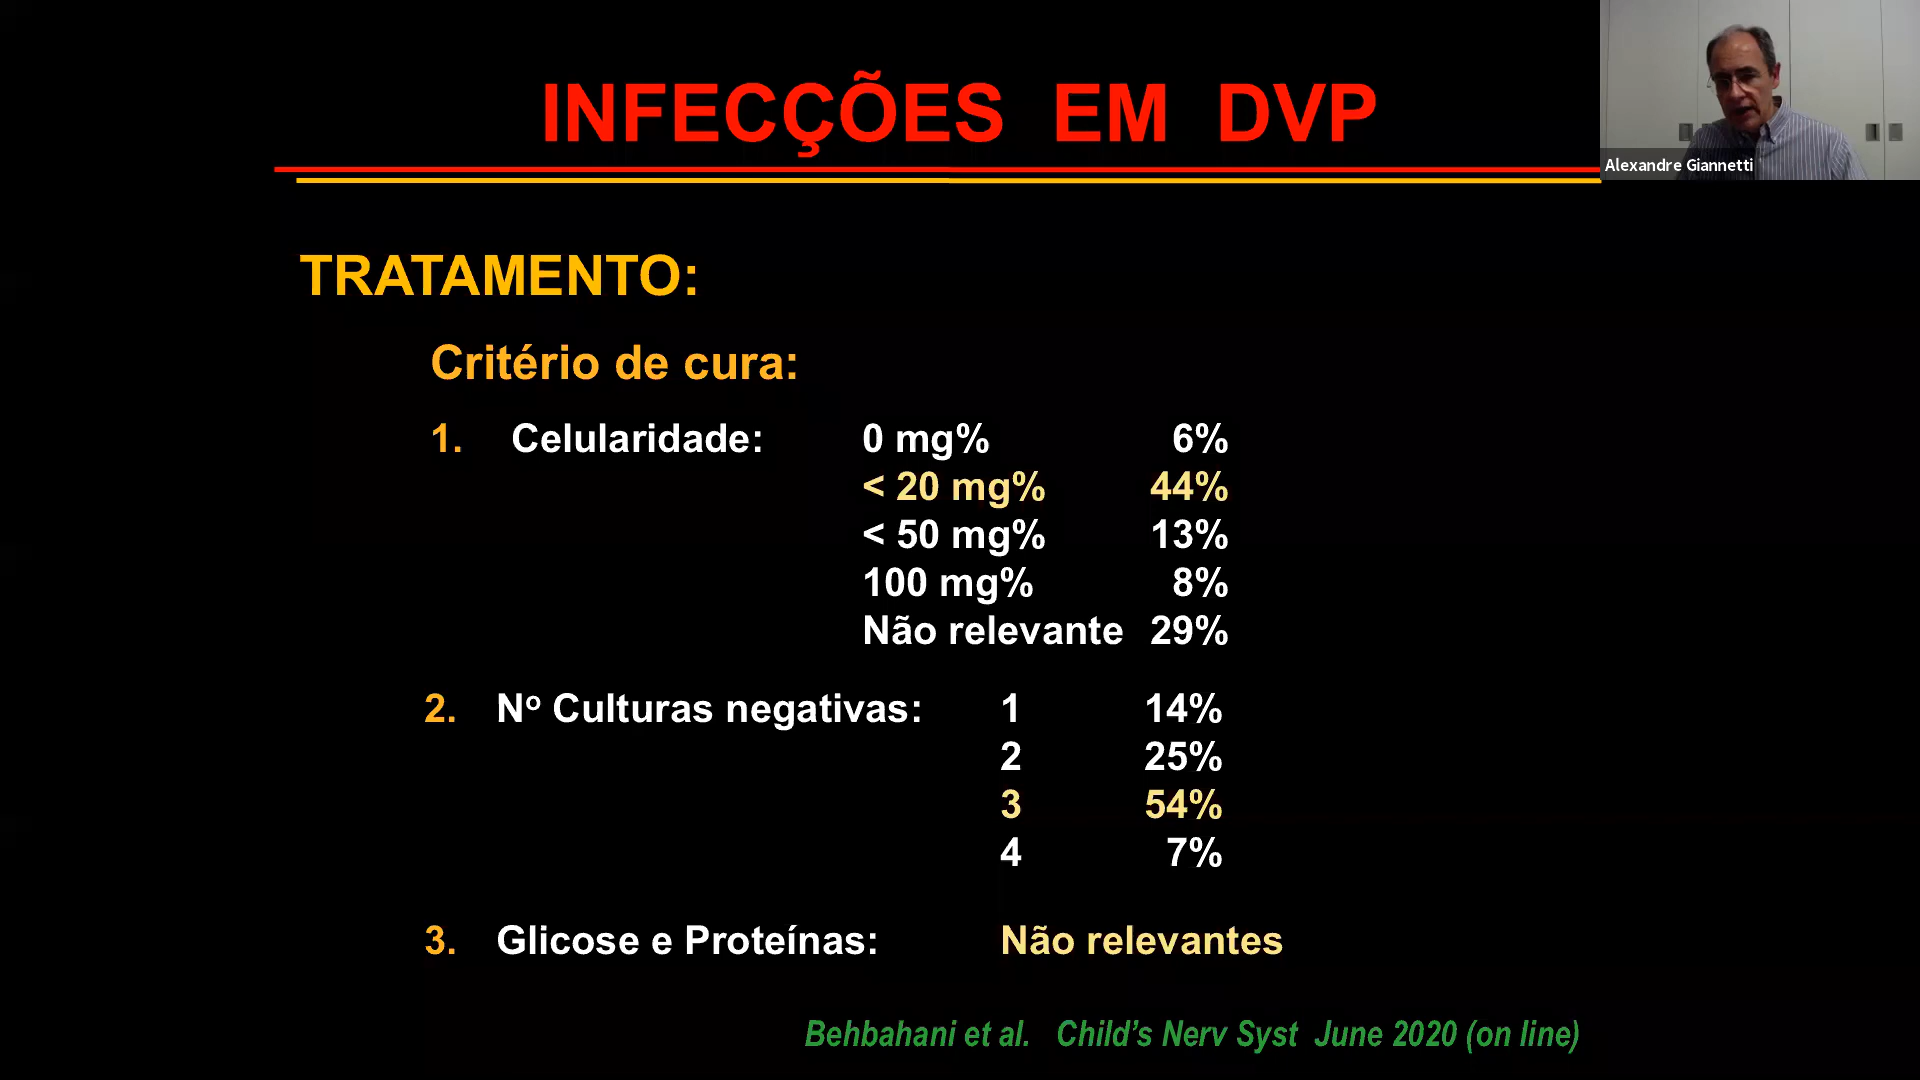 INFECÇÕES EM DVP
Alexandre Giannetti
TRATAMENTO:
Critério de cura:
1. Celularidade: 0 mg% 6%
< 20 mg% 44%
< 50 mg% 13%
100 mg% 8%
Não relevante 29%
2. Nº Culturas negativas: 1 14%
2 25%
3 54%
4 7%
3. Glicose e Proteínas: Não relevantes
Behbahani et al. Child's Nerv Syst June 2020 (on line)